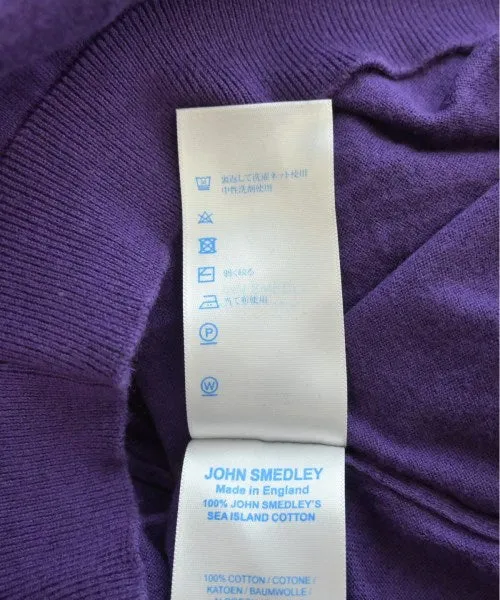 裏返して洗濯ネット使用
中性洗剤使用
弱く絞る
当て布使用
P
W
JOHN SMEDLEY
Made in England
100% JOHN SMEDLEY'S
SEA ISLAND COTTON
100% COTTON / COTONE /
KATOEN / BAUMWOLLE /